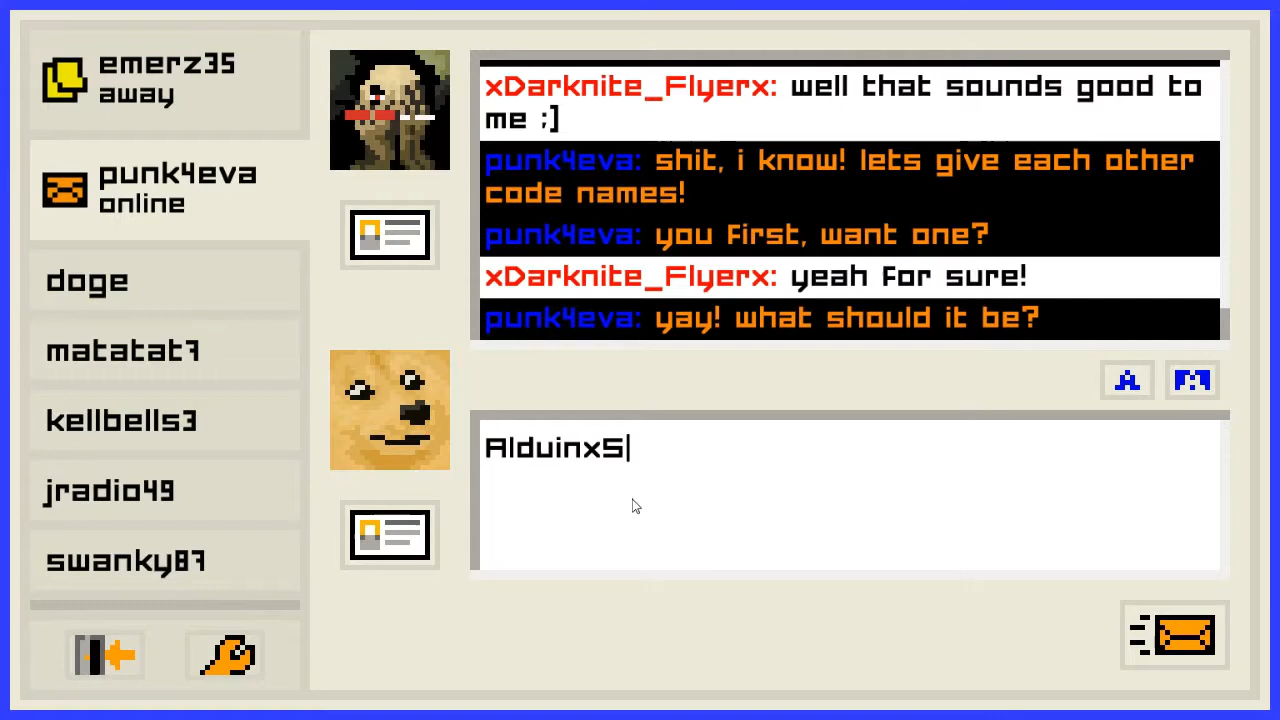 emerz35
away
punk4eva
online
doge
matatat7
kellbells3
jradio49
swanky87
xDarknite_Flyerx: well that sounds good to
me ;]
punk4eva: shit, i know! lets give each other
code names!
punk4eva: you first, want one?
xDarknite_Flyerx: yeah for sure!
punk4eva: yay! what should it be?
A
AlduinxS